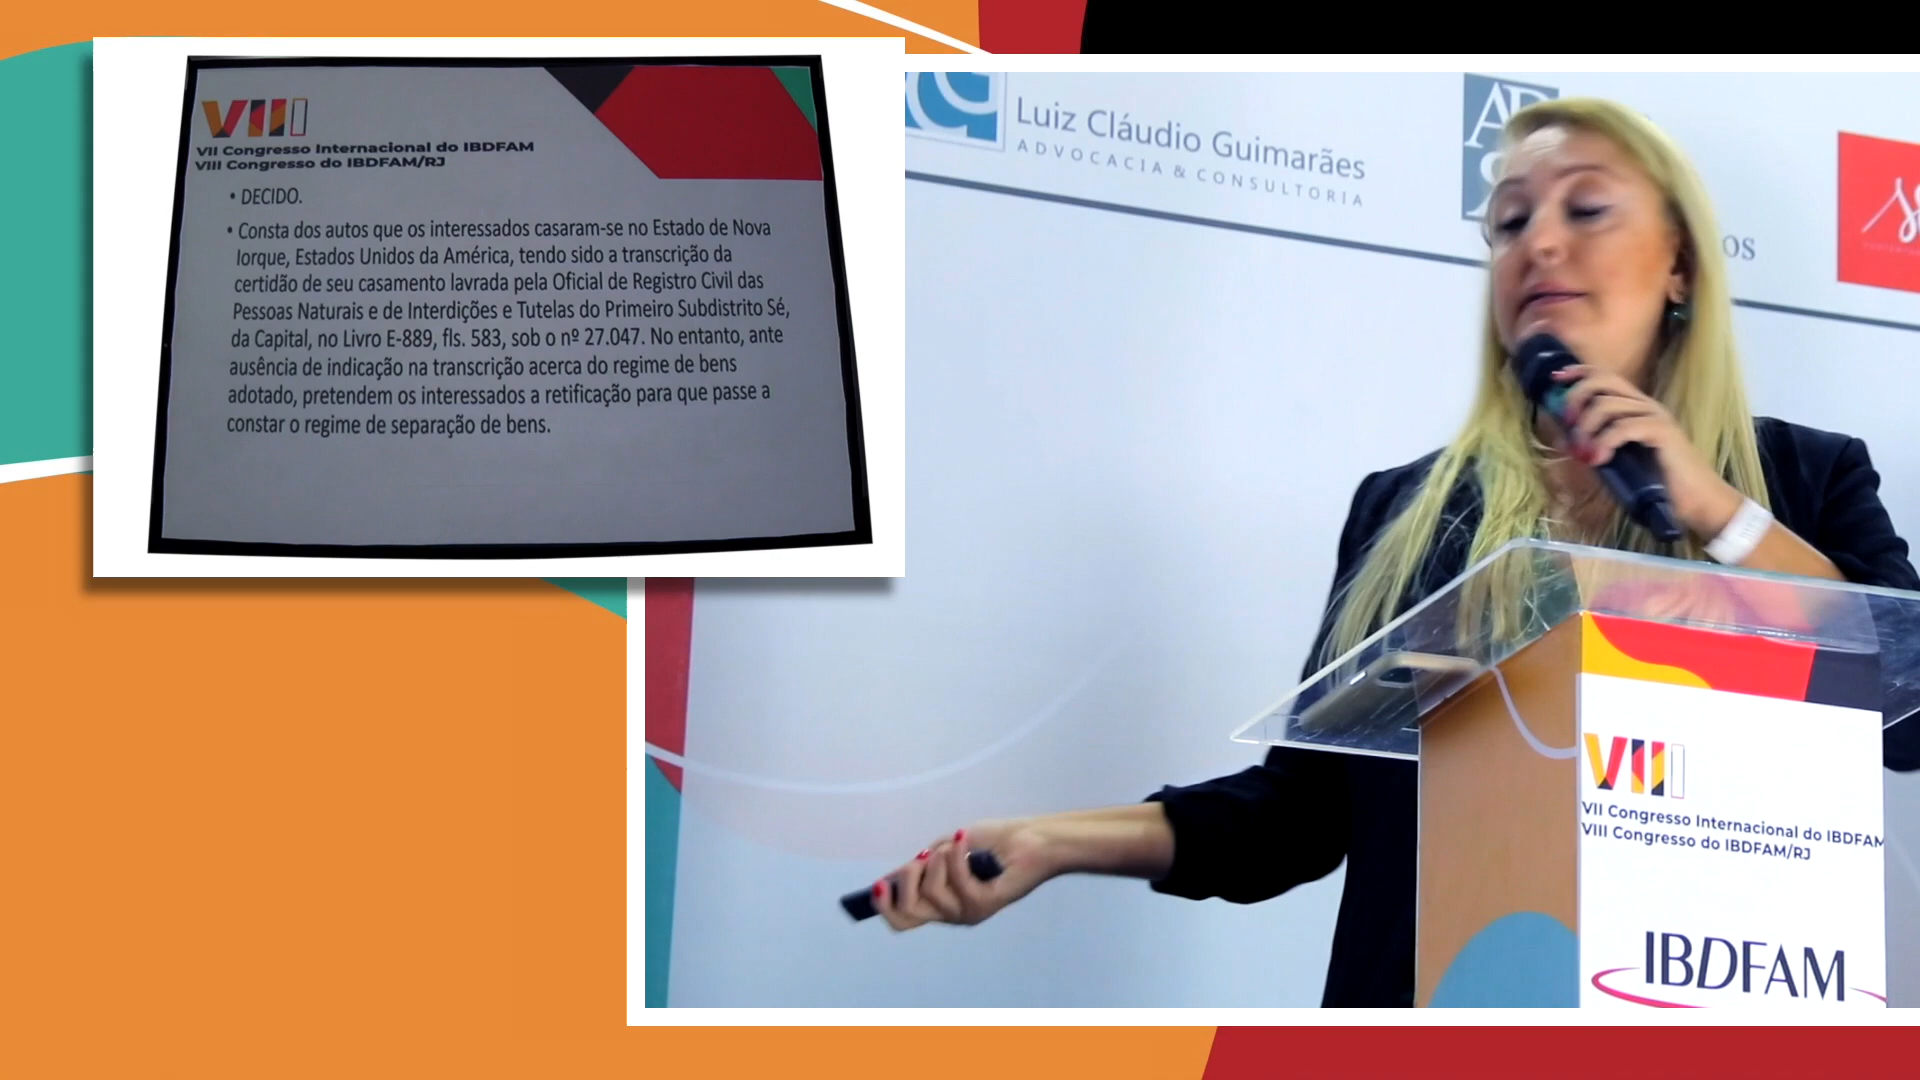 VIII
VII Congresso Internacional do IBDFAM
VIII Congresso do IBDFAM/RJ
• DECIDO.
• Consta dos autos que os interessados casaram-se no Estado de Nova
Iorque, Estados Unidos da América, tendo sido a transcrição da
certidão de seu casamento lavrada pela Oficial de Registro Civil das
Pessoas Naturais e de Interdições e Tutelas do Primeiro Subdistrito Sé,
da Capital, no Livro E-889, fls. 583, sob o nº 27.047. No entanto, ante
ausência de indicação na transcrição acerca do regime de bens
adotado, pretendem os interessados a retificação para que passe a
constar o regime de separação de bens.
Luiz Cláudio Guimarães
ADVOCACIA & CONSULTORIA
VIII
VII Congresso Internacional do IBDFAM
VIII Congresso do IBDFAM/RJ
IBDFAM